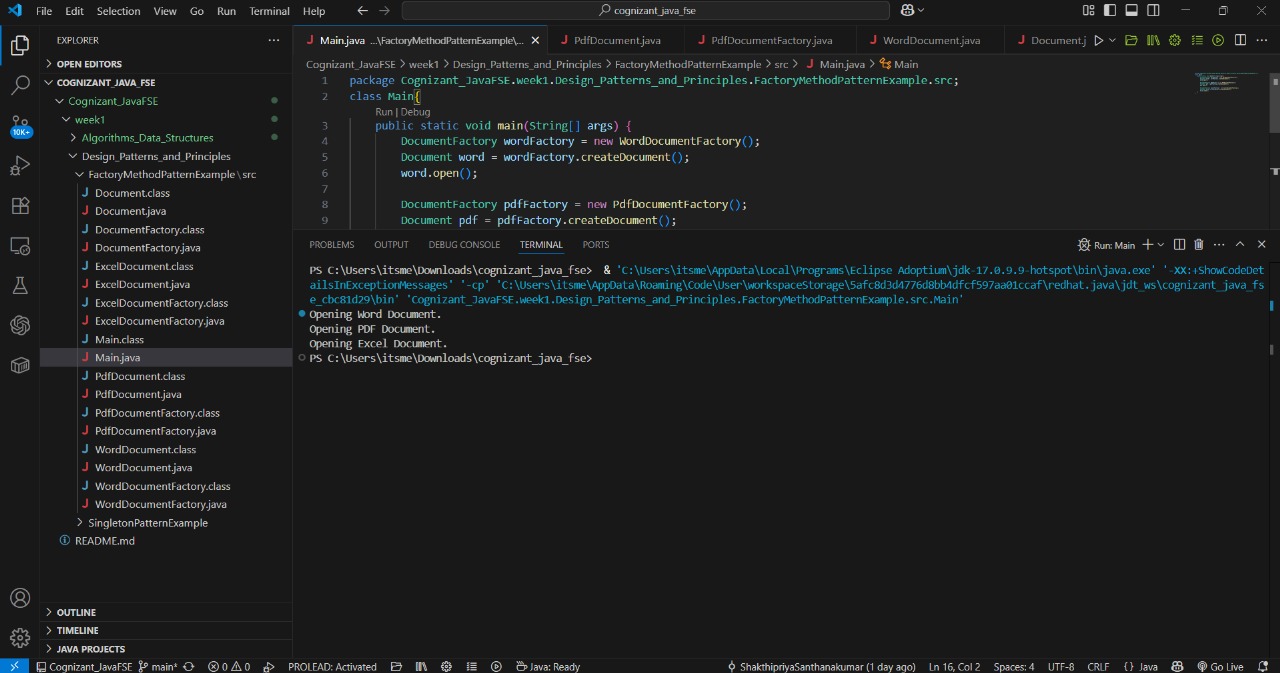 File Edit Selection View Go Run Terminal Help
cognizant_java_fse
EXPLORER
OPEN EDITORS
COGNIZANT_JAVA_FSE
Cognizant_JavaFSE
week1
Algorithms_Data_Structures
Design_Patterns_and_Principles
FactoryMethodPatternExample\src
Document.class
Document.java
DocumentFactory.class
DocumentFactory.java
ExcelDocument.class
ExcelDocument.java
ExcelDocumentFactory.class
ExcelDocumentFactory.java
Main.class
Main.java
PdfDocument.class
PdfDocument.java
PdfDocumentFactory.class
PdfDocumentFactory.java
WordDocument.class
WordDocument.java
WordDocumentFactory.class
WordDocumentFactory.java
SingletonPatternExample
README.md
OUTLINE
TIMELINE
JAVA PROJECTS
10K+
Main.java ...\FactoryMethodPatternExample\... PdfDocument.java PdfDocumentFactory.java WordDocument.java Document.j
Cognizant_JavaFSE > week1 > Design_Patterns_and_Principles > FactoryMethodPatternExample > src > Main.java > Main
1 package Cognizant_JavaFSE.week1.Design_Patterns_and_Principles.FactoryMethodPatternExample.src;
2 class Main{
Run | Debug
3 public static void main(String[] args) {
4 DocumentFactory wordFactory = new WordDocumentFactory();
5 Document word = wordFactory.createDocument();
6 word.open();
7
8 DocumentFactory pdfFactory = new PdfDocumentFactory();
9 Document pdf = pdfFactory.createDocument();
PROBLEMS OUTPUT DEBUG CONSOLE TERMINAL PORTS
Run: Main
PS C:\Users\itsme\Downloads\cognizant_java_fse> & 'C:\Users\itsme\AppData\Local\Programs\Eclipse Adoptium\jdk-17.0.9.9-hotspot\bin\java.exe' '-XX:+ShowCodeDet
ailsInExceptionMessages' '-cp' 'C:\Users\itsme\AppData\Roaming\Code\User\workspaceStorage\5afc8d3d4776d8bb4dfcf597aa01ccaf\redhat.java\jdt_ws\cognizant_java_fs
e_cbc81d29\bin' 'Cognizant_JavaFSE.week1.Design_Patterns_and_Principles.FactoryMethodPatternExample.src.Main'
Opening Word Document.
Opening PDF Document.
Opening Excel Document.
PS C:\Users\itsme\Downloads\cognizant_java_fse>
Cognizant_JavaFSE main* 0 0 PROLEAD: Activated Java: Ready ShakthipriyaSanthanakumar (1 day ago) Ln 16, Col 2 Spaces: 4 UTF-8 CRLF {} Java Go Live